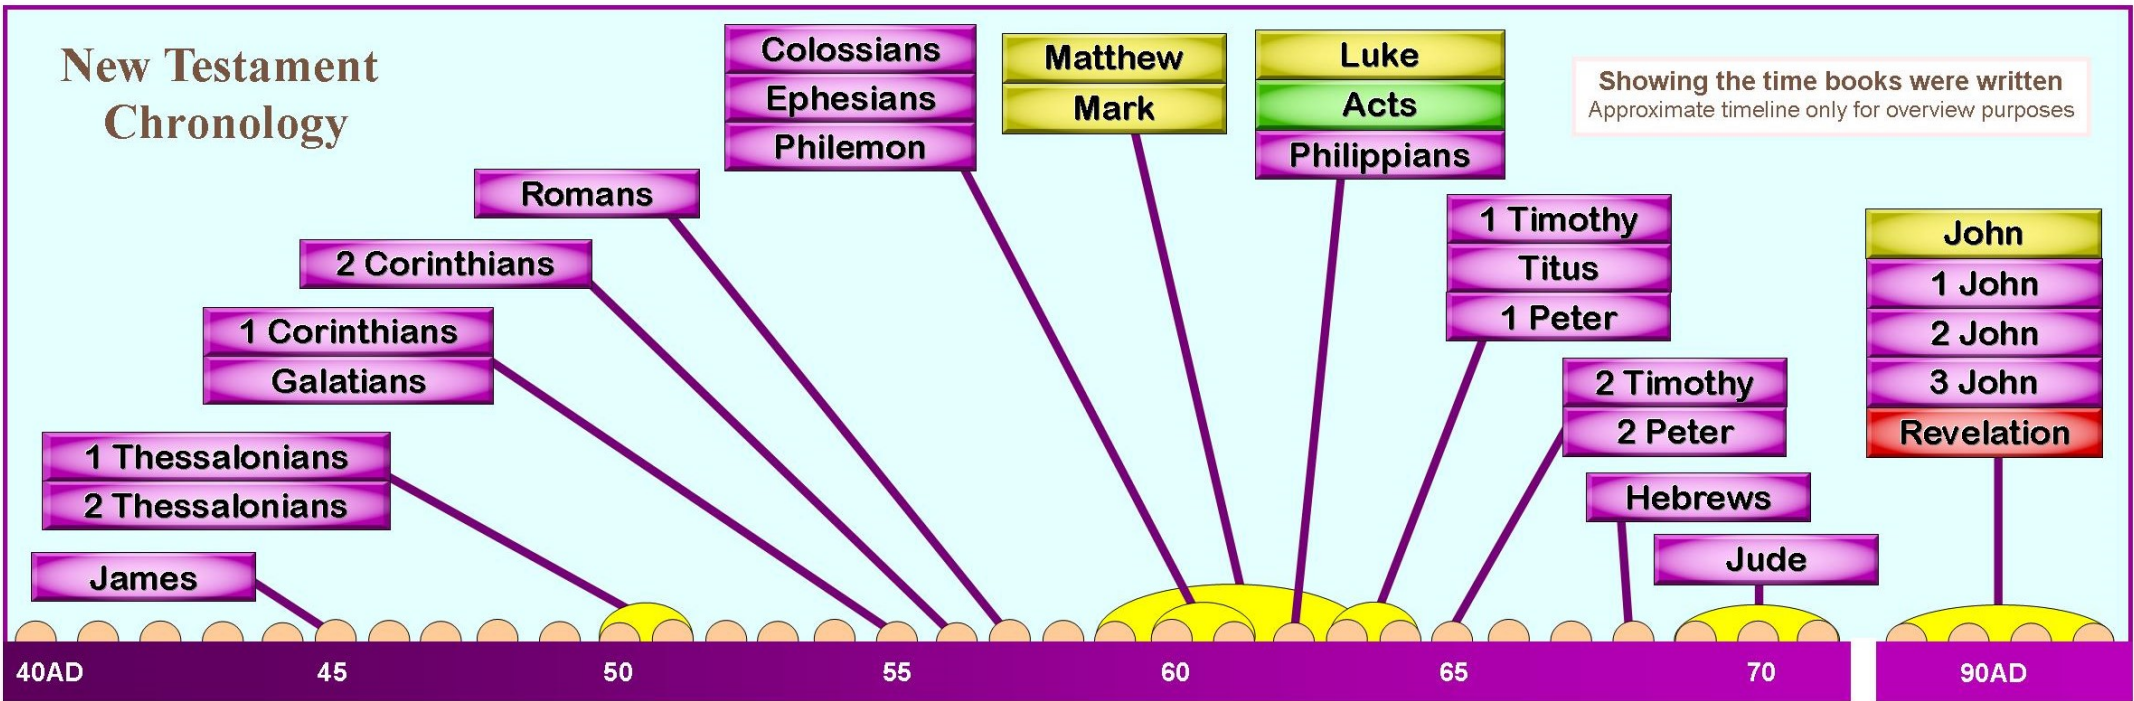 New Testament
Chronology
Showing the time books were written
Approximate timeline only for overview purposes
James
1 Thessalonians
2 Thessalonians
1 Corinthians
Galatians
2 Corinthians
Romans
Colossians
Ephesians
Philemon
Matthew
Mark
Luke
Acts
Philippians
1 Timothy
Titus
1 Peter
2 Timothy
2 Peter
Hebrews
Jude
John
1 John
2 John
3 John
Revelation
40AD 45 50 55 60 65 70 90AD